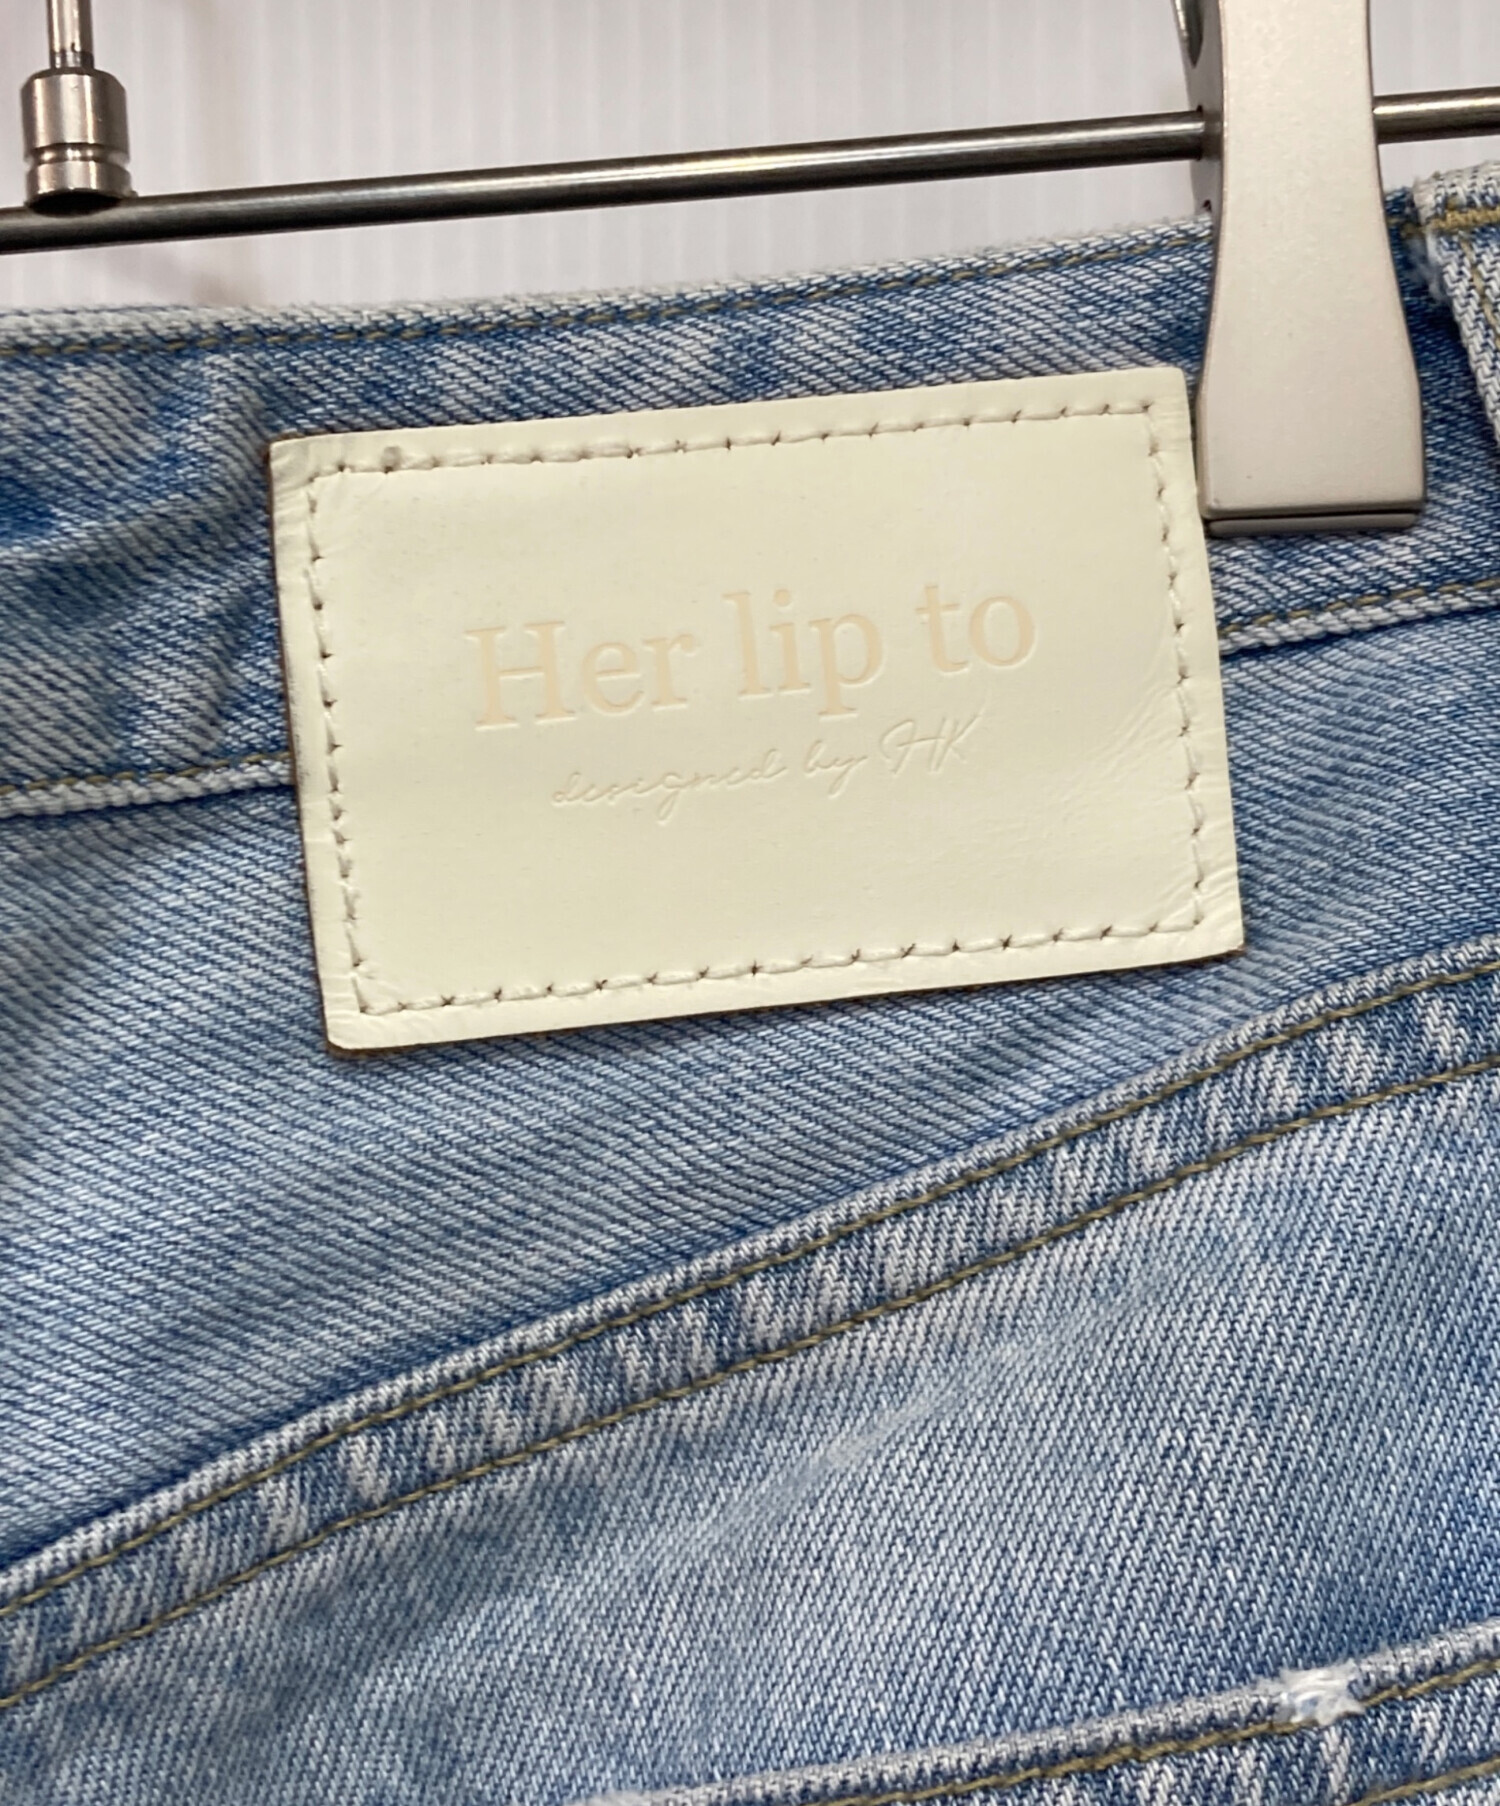 Her lip to
designed by HK